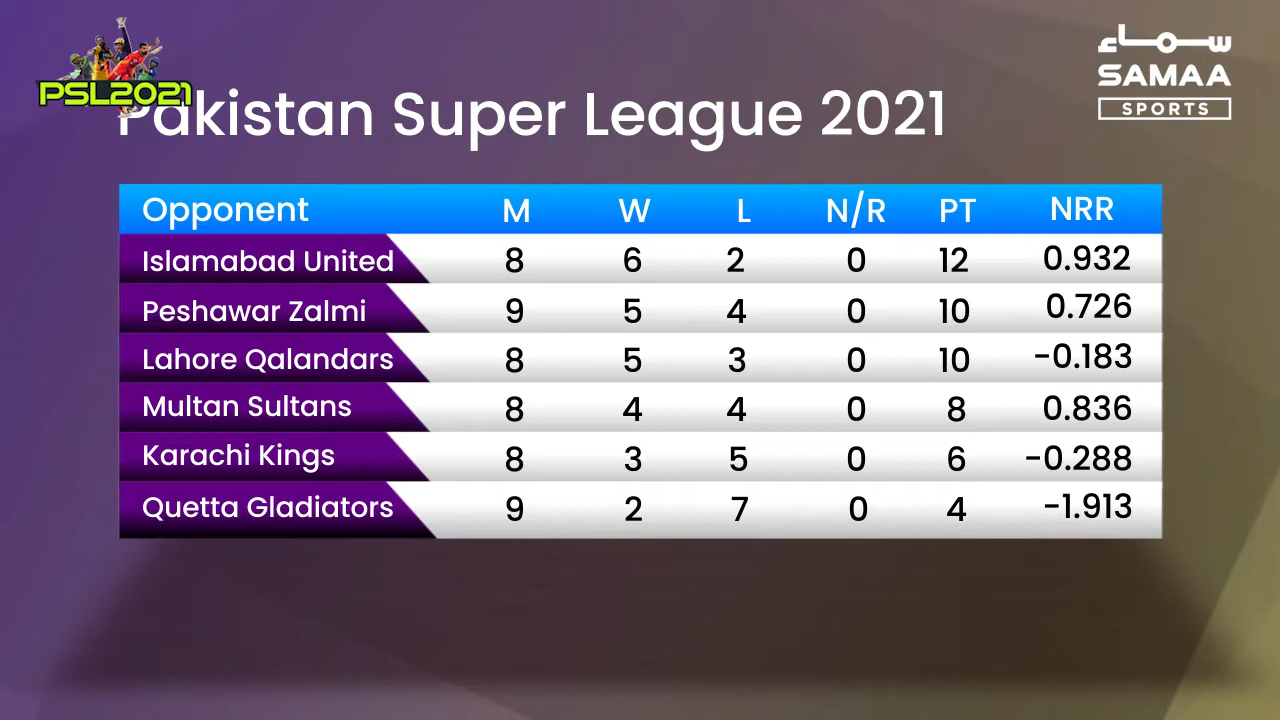 PSL2021
سماء
SAMAA
SPORTS
Pakistan Super League 2021
Opponent M W L N/R PT NRR
Islamabad United 8 6 2 0 12 0.932
Peshawar Zalmi 9 5 4 0 10 0.726
Lahore Qalandars 8 5 3 0 10 -0.183
Multan Sultans 8 4 4 0 8 0.836
Karachi Kings 8 3 5 0 6 -0.288
Quetta Gladiators 9 2 7 0 4 -1.913